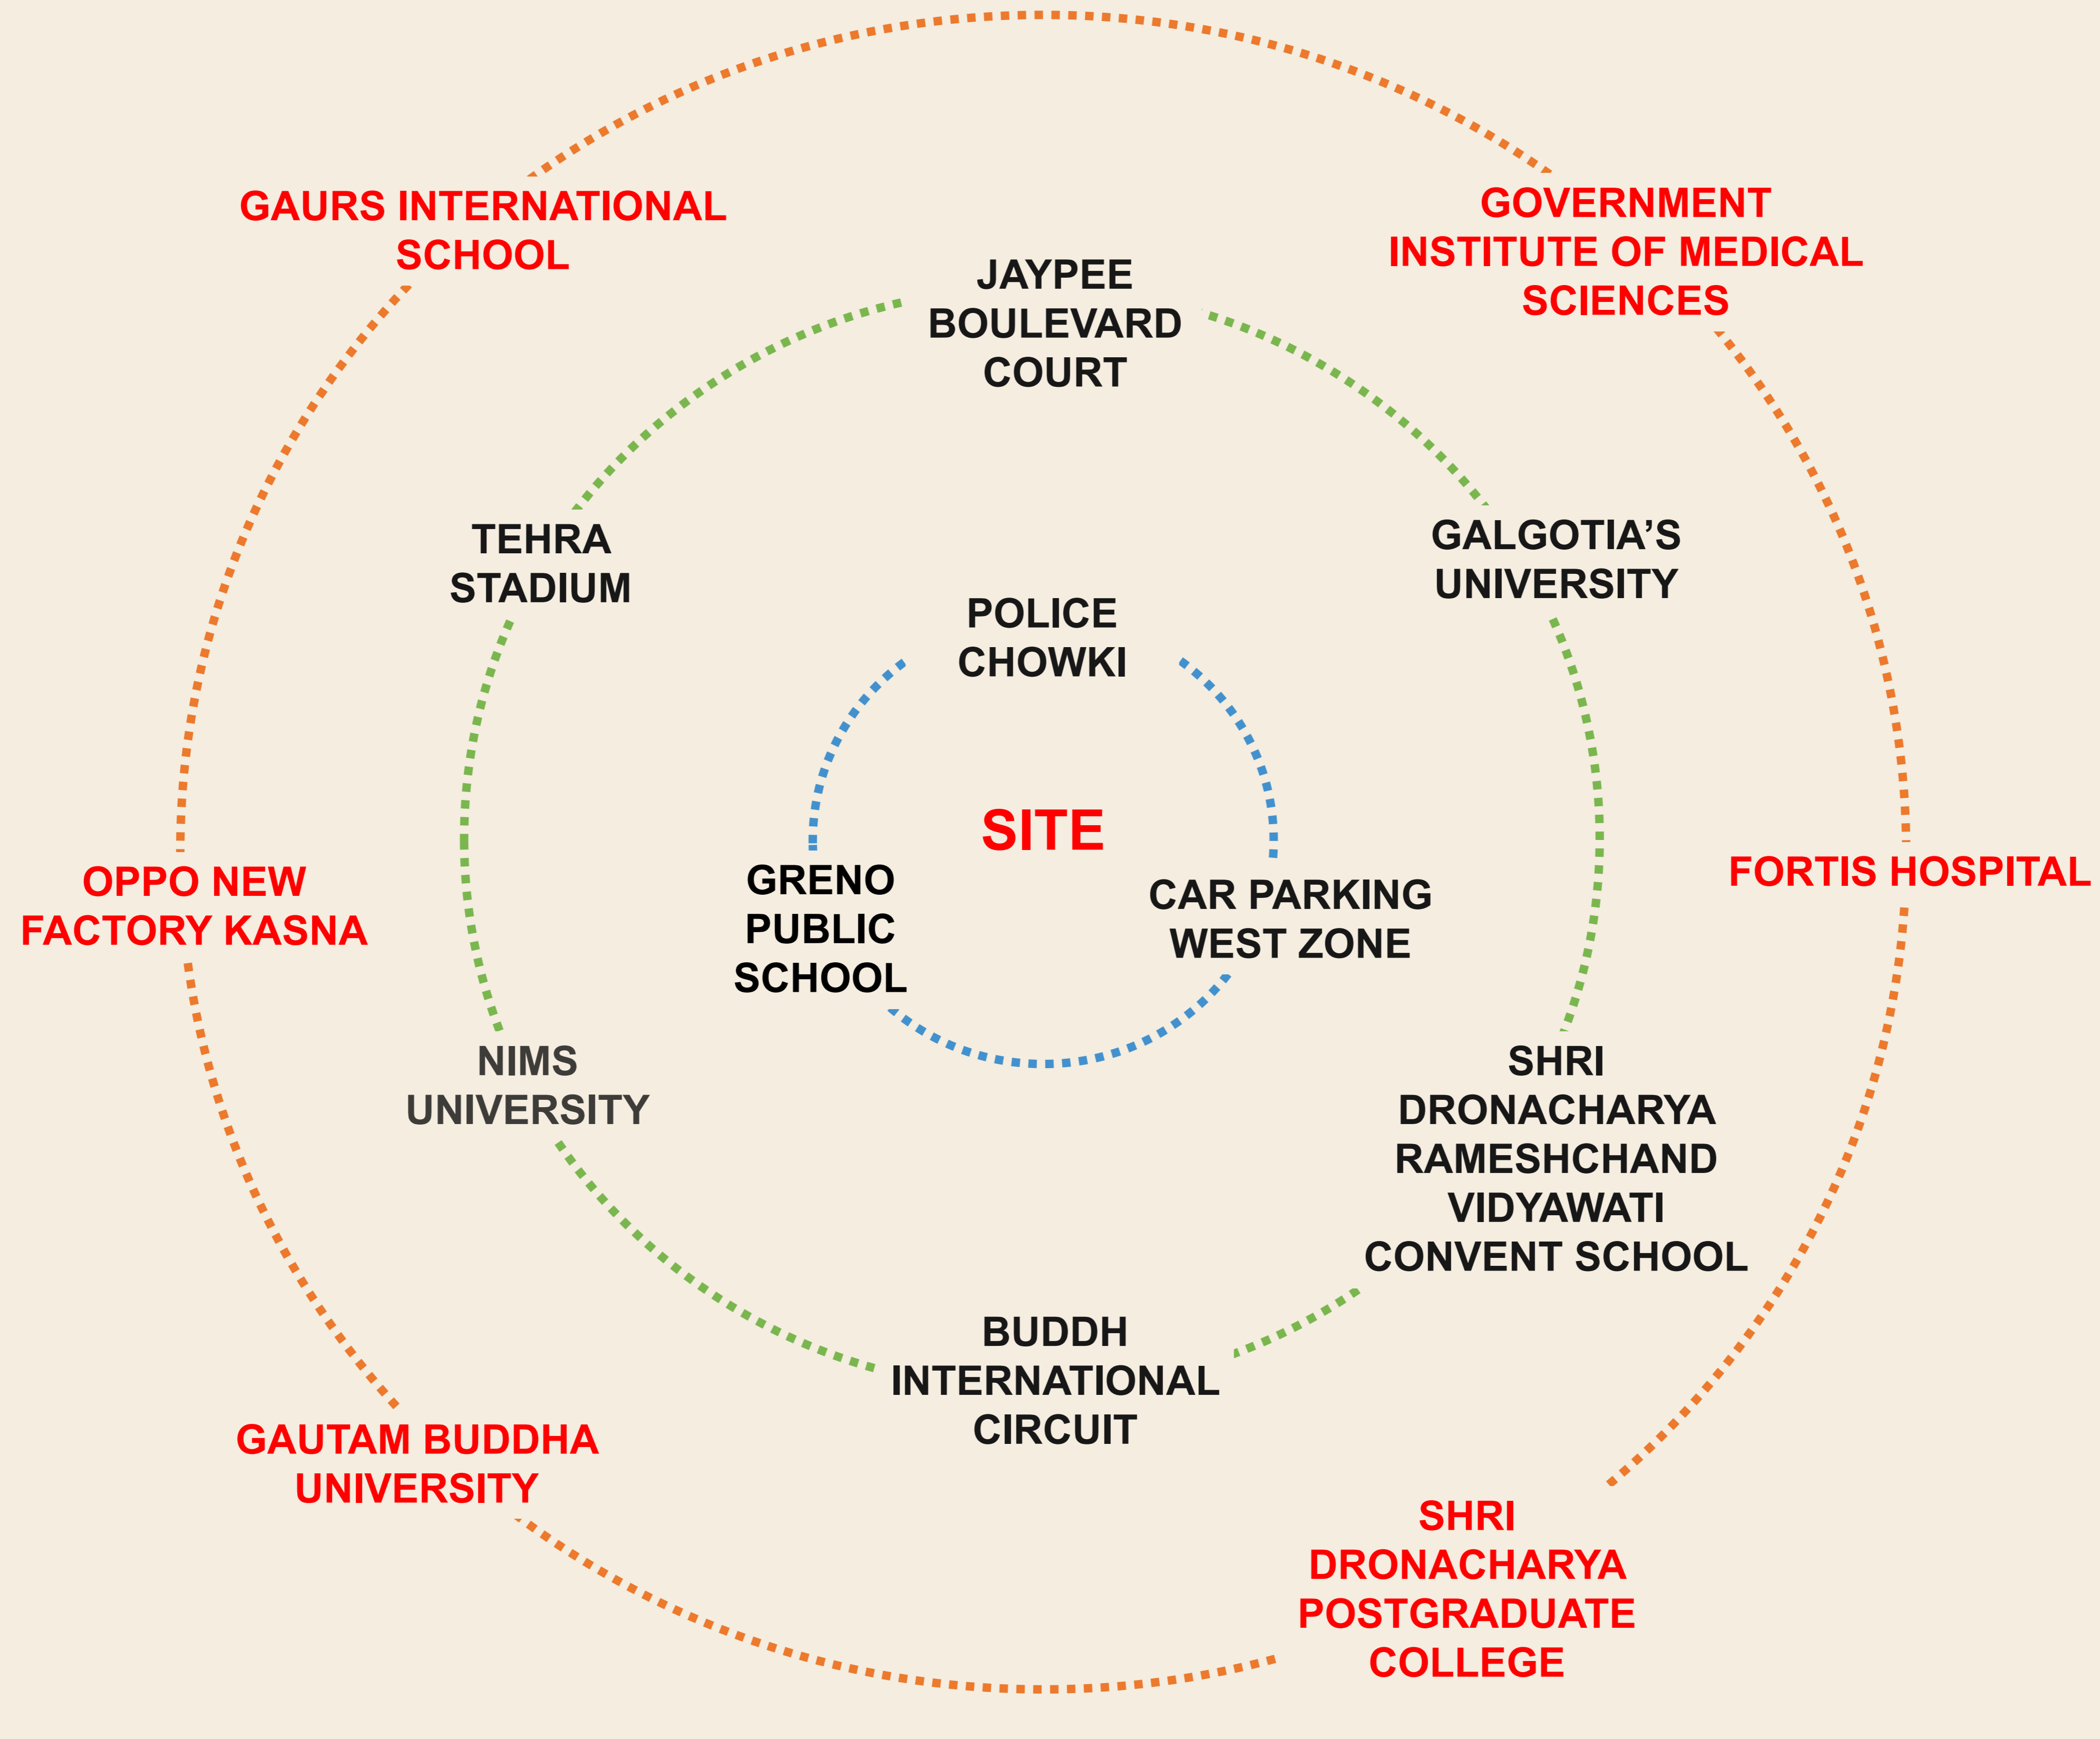 GAURS INTERNATIONAL
SCHOOL
GOVERNMENT
INSTITUTE OF MEDICAL
SCIENCES
JAYPEE
BOULEVARD
COURT
TEHRA
STADIUM
GALGOTIA’S
UNIVERSITY
POLICE
CHOWKI
SITE
OPPO NEW
FACTORY KASNA
GRENO
PUBLIC
SCHOOL
CAR PARKING
WEST ZONE
FORTIS HOSPITAL
NIMS
UNIVERSITY
SHRI
DRONACHARYA
RAMESHCHAND
VIDYAWATI
CONVENT SCHOOL
BUDDH
INTERNATIONAL
CIRCUIT
GAUTAM BUDDHA
UNIVERSITY
SHRI
DRONACHARYA
POSTGRADUATE
COLLEGE